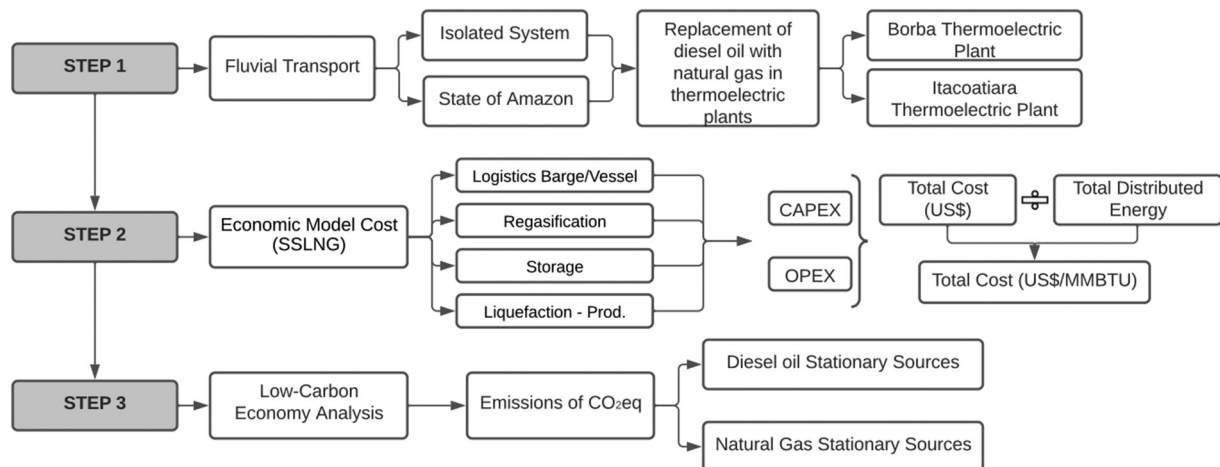 STEP 1
Fluvial Transport
Isolated System
State of Amazon
Replacement of
diesel oil with
natural gas in
thermoelectric
plants
Borba Thermoelectric
Plant
Itacoatiara
Thermoelectric Plant
STEP 2
Economic Model Cost
(SSLNG)
Logistics Barge/Vessel
Regasification
Storage
Liquefaction - Prod.
CAPEX
OPEX
Total Cost
(US$)
÷
Total Distributed
Energy
Total Cost (US$/MMBTU)
STEP 3
Low-Carbon
Economy Analysis
Emissions of CO₂eq
Diesel oil Stationary Sources
Natural Gas Stationary Sources